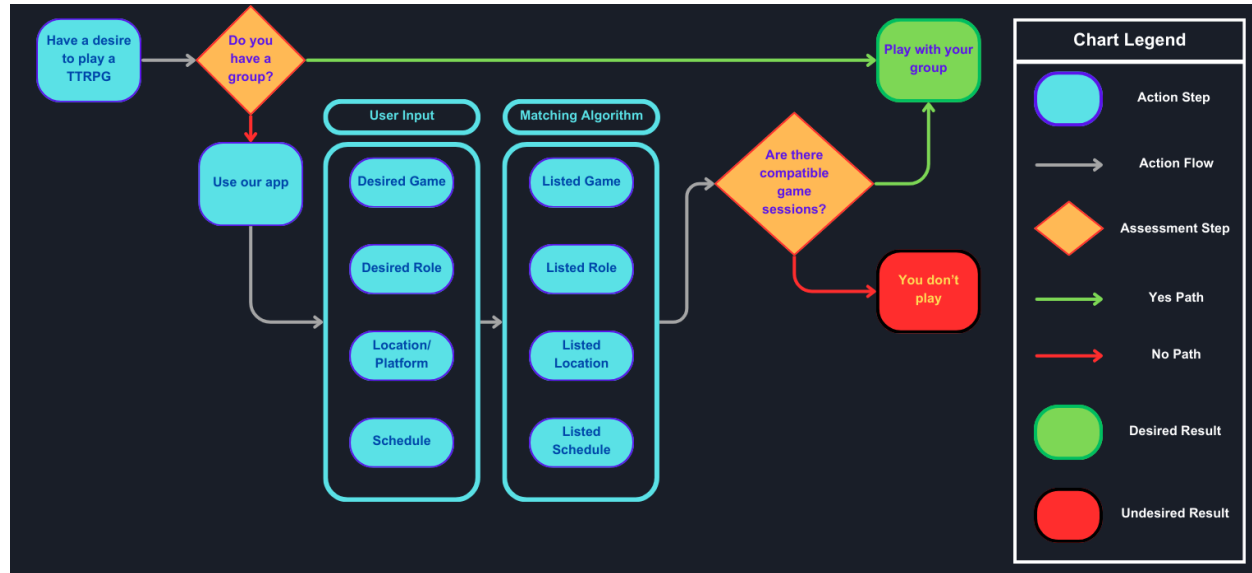 Have a desire
to play a
TTRPG
Do you
have a
group?
Play with your
group
Use our app
User Input
Desired Game
Desired Role
Location/
Platform
Schedule
Matching Algorithm
Listed Game
Listed Role
Listed
Location
Listed
Schedule
Are there
compatible
game
sessions?
You don't
play
Chart Legend
Action Step
Action Flow
Assessment Step
Yes Path
No Path
Desired Result
Undesired Result